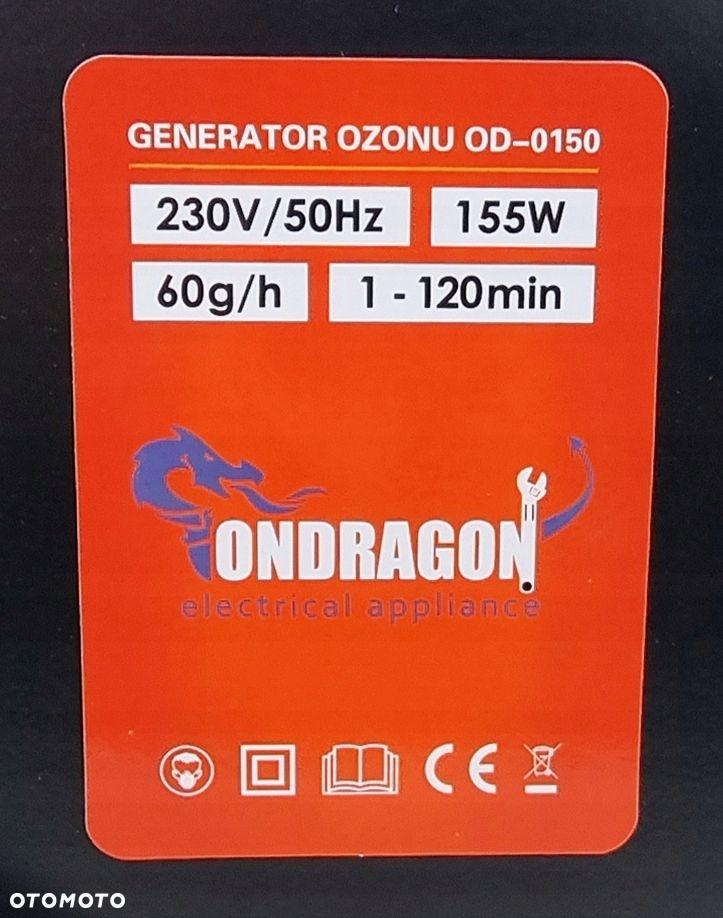 GENERATOR OZONU OD-0150
230V/50Hz 155W
60g/h 1 - 120min
ONDRAGON
electrical appliance
CE
OTOMOTO